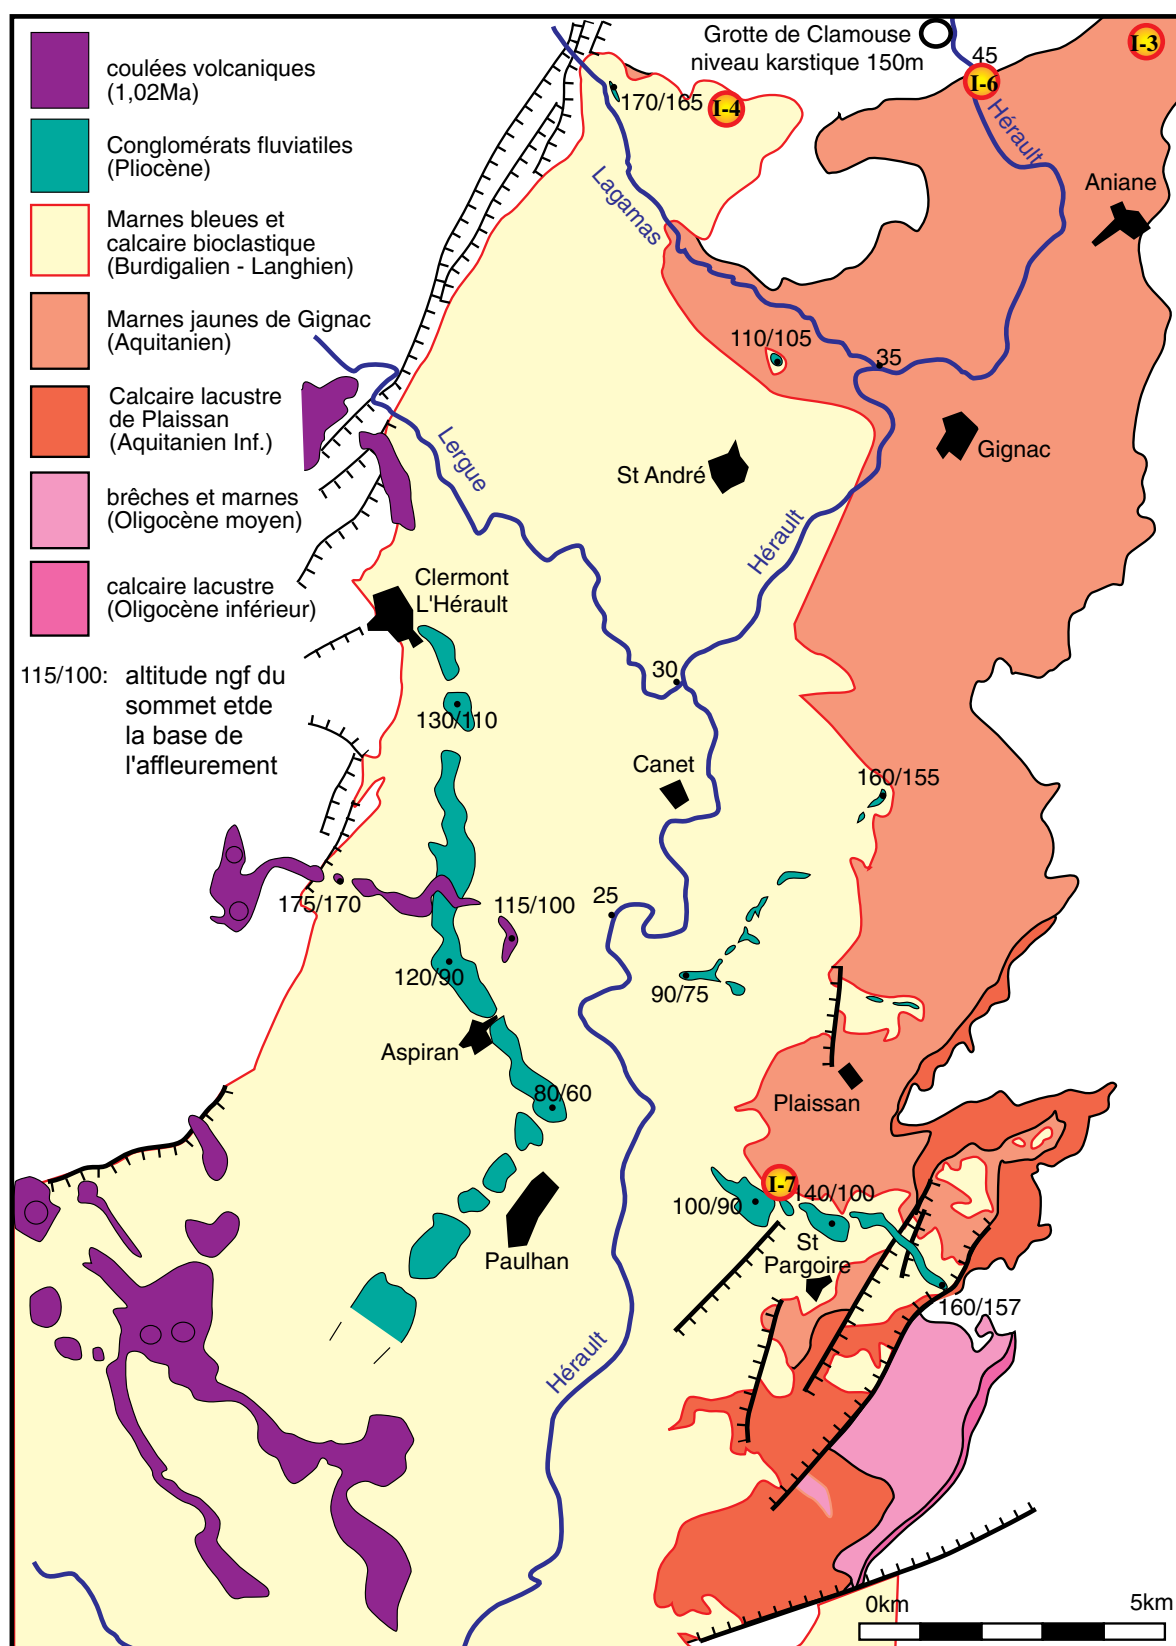 coulées volcaniques
(1,02Ma)
Conglomérats fluviatiles
(Pliocène)
Marnes bleues et
calcaire bioclastique
(Burdigalien - Langhien)
Marnes jaunes de Gignac
(Aquitanien)
Calcaire lacustre
de Plaissan
(Aquitanien Inf.)
brêches et marnes
(Oligocène moyen)
calcaire lacustre
(Oligocène inférieur)
115/100: altitude ngf du
sommet etde
la base de
l'affleurement
Grotte de Clamouse
niveau karstique 150m
45
I-3
I-6
I-4
170/165
Hérault
Aniane
Lagamas
110/105
35
Gignac
Lergue
St André
Hérault
Clermont
L'Hérault
30
130/110
Canet
160/155
175/170
115/100
25
120/90
90/75
Aspiran
80/60
Plaissan
I-7
100/90
140/100
St
Pargoire
Paulhan
160/157
Hérault
0km
5km